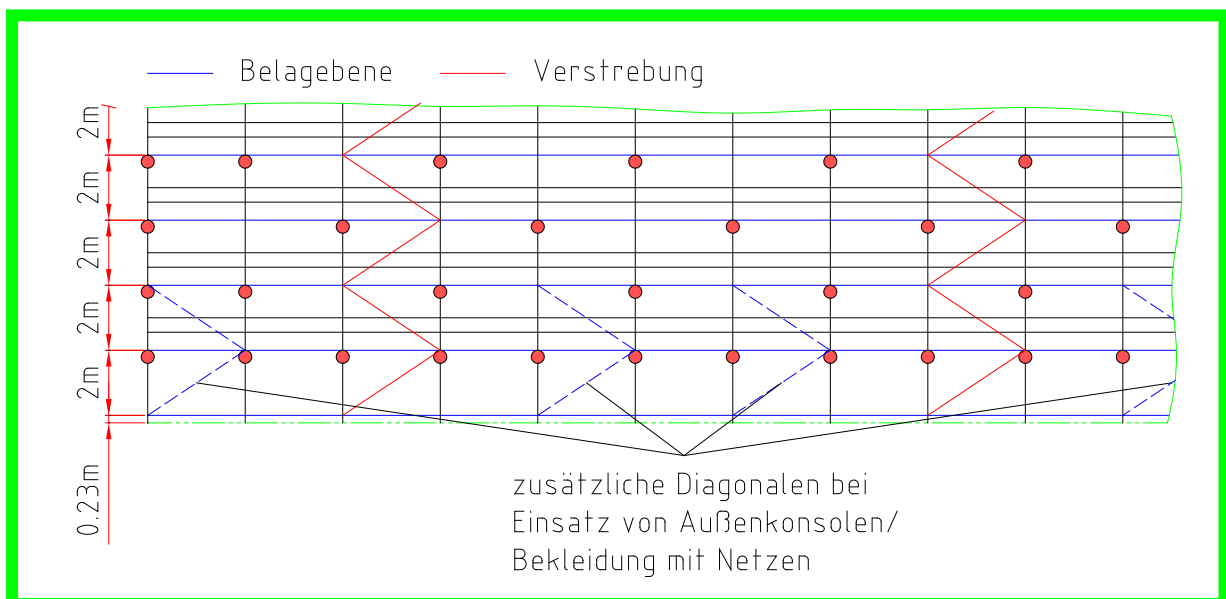 Belagebene
Verstrebung
2m
2m
2m
2m
2m
0.23m
zusätzliche Diagonalen bei
Einsatz von Außenkonsolen/
Bekleidung mit Netzen